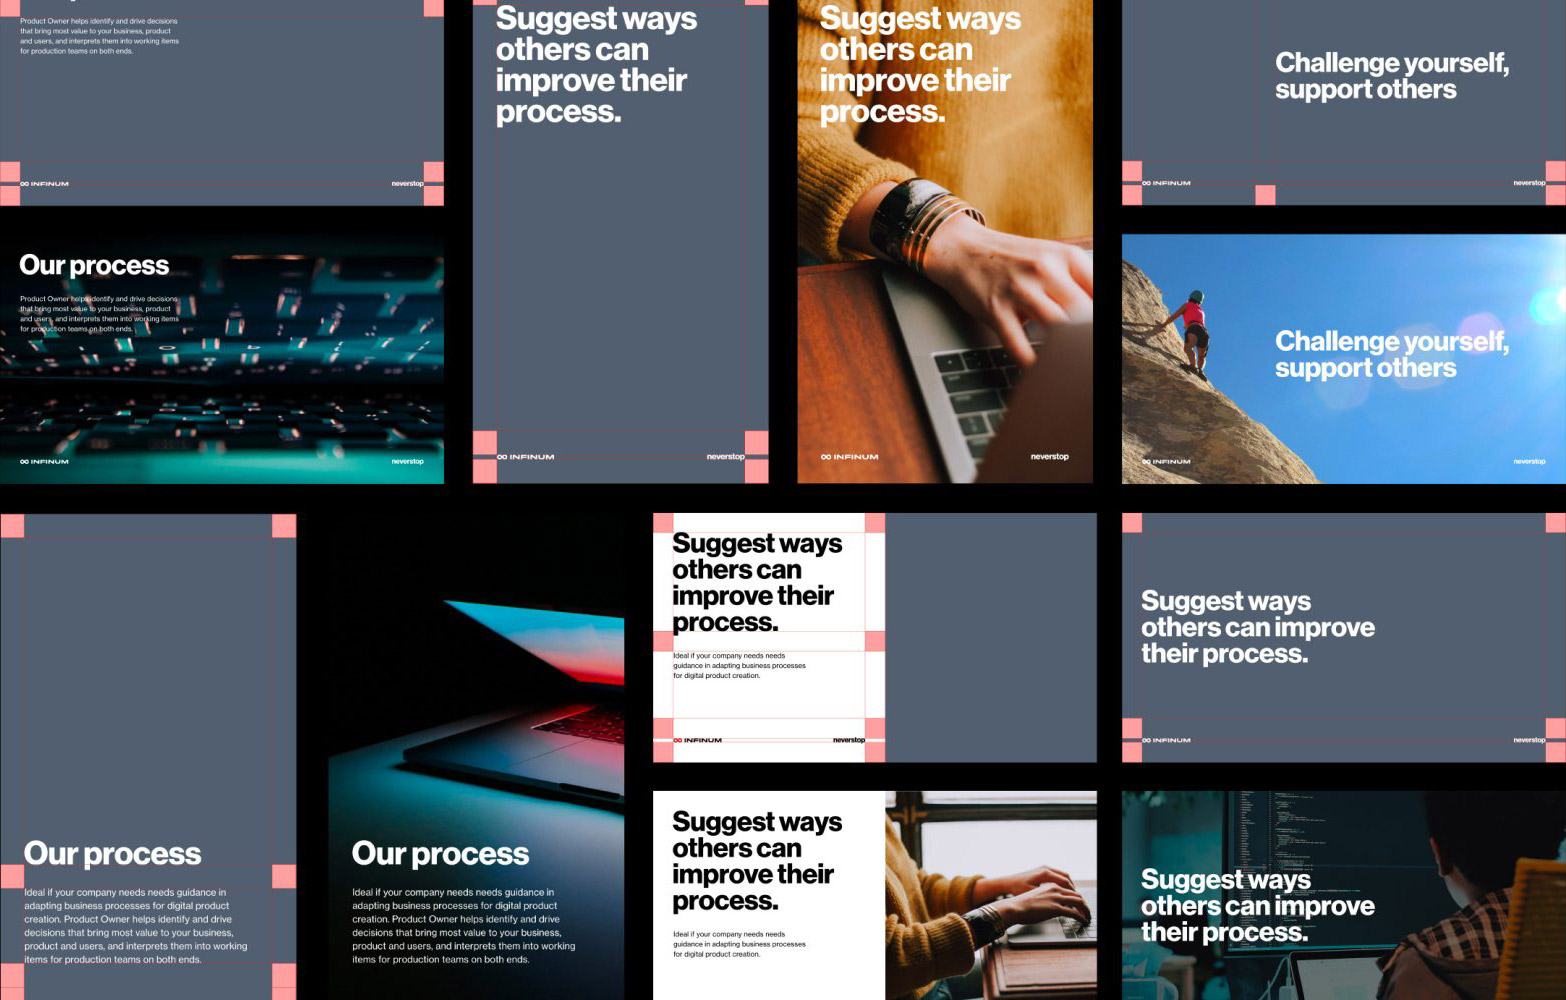 Product Owner helps identify and drive decisions
that bring most value to your business, product
and users, and interprets them into working items
for production teams on both ends.
INFINUM
neverstop
Suggest ways
others can
improve their
process.
INFINUM
neverstop
Suggest ways
others can
improve their
process.
INFINUM
neverstop
Challenge yourself,
support others
INFINUM
neverstop
Our process
Product Owner helps identify and drive decisions
that bring most value to your business, product
and users, and interprets them into working items
for production teams on both ends.
INFINUM
neverstop
Challenge yourself,
support others
INFINUM
neverstop
Our process
Ideal if your company needs needs guidance in
adapting business processes for digital product
creation. Product Owner helps identify and drive
decisions that bring most value to your business,
product and users, and interprets them into working
items for production teams on both ends.
Our process
Ideal if your company needs needs guidance in
adapting business processes for digital product
creation. Product Owner helps identify and drive
decisions that bring most value to your business,
product and users, and interprets them into working
items for production teams on both ends.
Suggest ways
others can
improve their
process.
Ideal if your company needs needs
guidance in adapting business processes
for digital product creation.
INFINUM
neverstop
Suggest ways
others can improve
their process.
INFINUM
neverstop
Suggest ways
others can
improve their
process.
Ideal if your company needs needs
guidance in adapting business processes
for digital product creation.
Suggest ways
others can improve
their process.